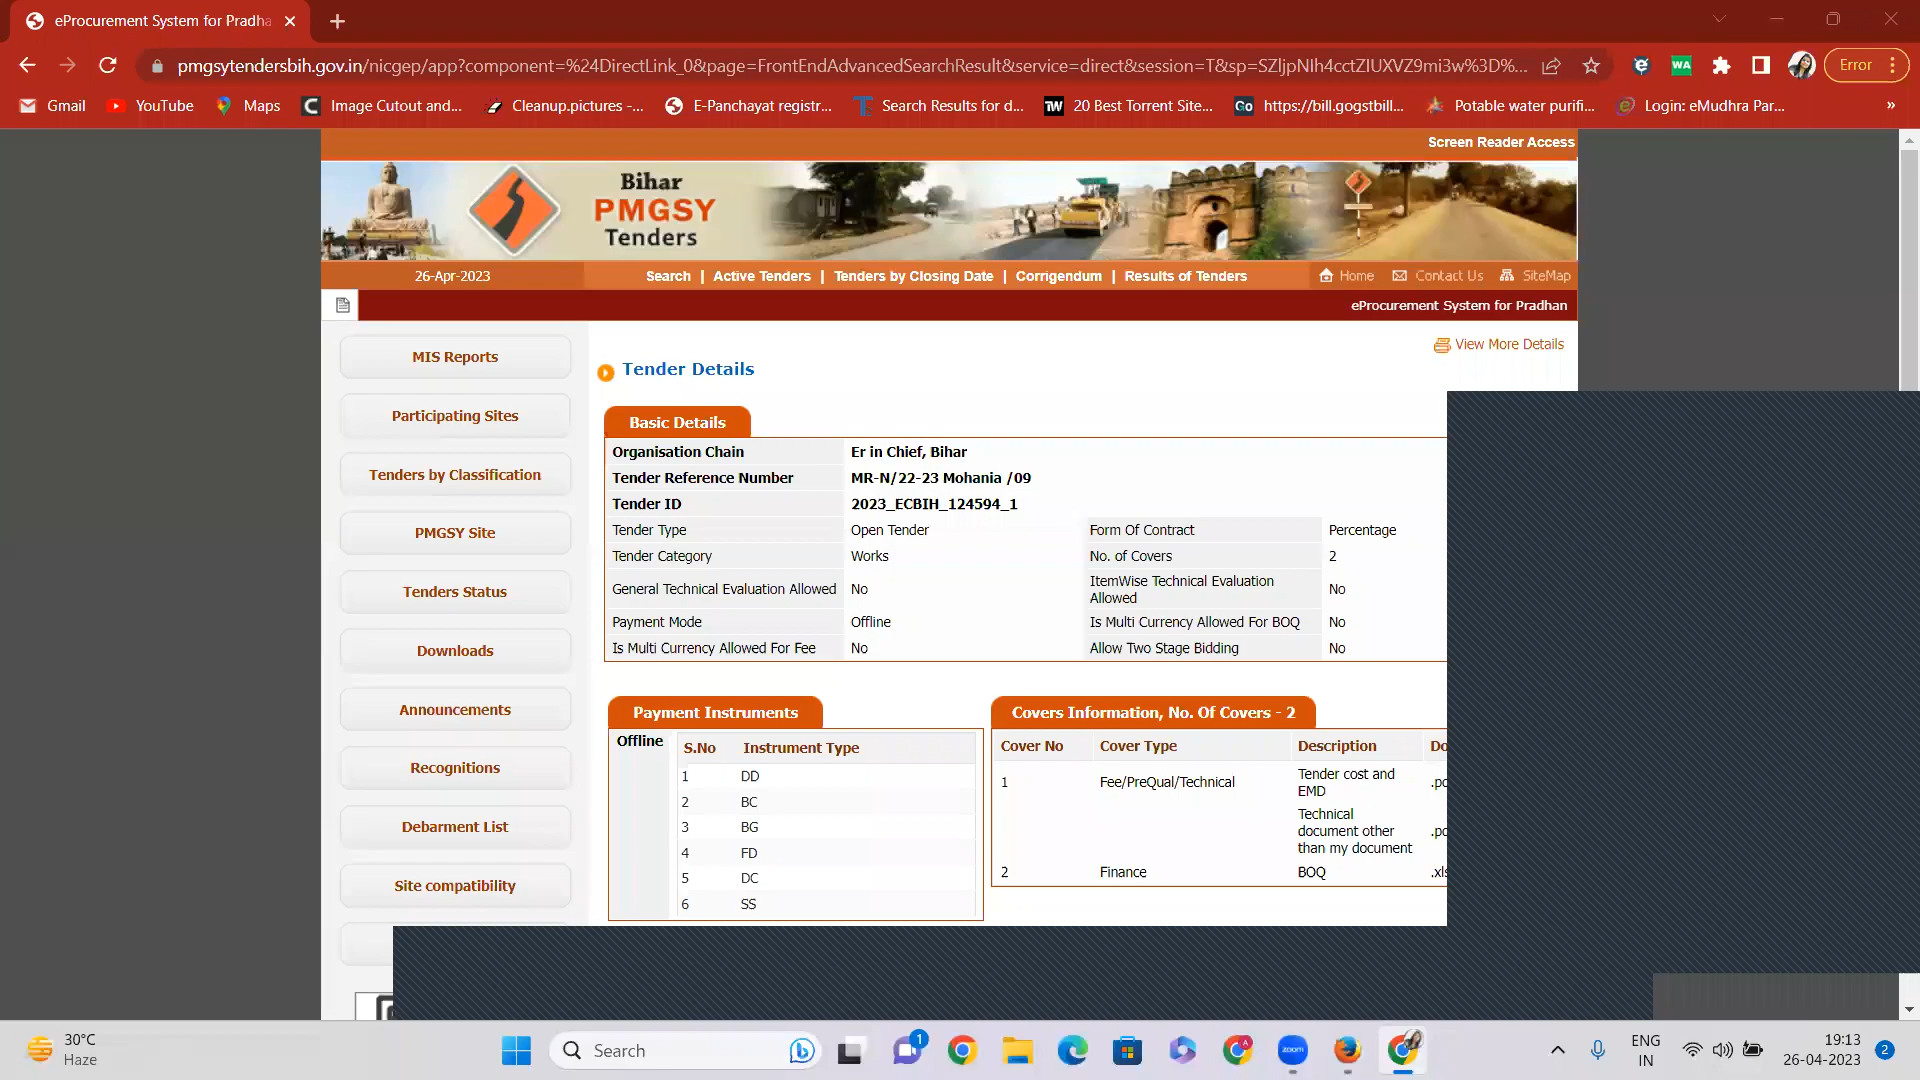 eProcurement System for Pradha
pmgsytendersbih.gov.in/nicgep/app?component=%24DirectLink_0&page=FrontEndAdvancedSearchResult&service=direct&session=T&sp=SZljpNIh4cctZIUXVZ9mi3w%3D%...
Error
Gmail YouTube Maps Image Cutout and... Cleanup.pictures -... E-Panchayat registr... Search Results for d... TW 20 Best Torrent Site... Go https://bill.gogstbill... Potable water purifi... Login: eMudhra Par... »
WA
Screen Reader Access
Bihar
PMGSY
Tenders
26-Apr-2023 Search | Active Tenders | Tenders by Closing Date | Corrigendum | Results of Tenders Home Contact Us SiteMap
eProcurement System for Pradhan
MIS Reports
Participating Sites
Tenders by Classification
PMGSY Site
Tenders Status
Downloads
Announcements
Recognitions
Debarment List
Site compatibility
View More Details
Tender Details
Basic Details
Organisation Chain Er in Chief, Bihar
Tender Reference Number MR-N/22-23 Mohania /09
Tender ID 2023_ECBIH_124594_1
Tender Type Open Tender Form Of Contract Percentage
Tender Category Works No. of Covers 2
General Technical Evaluation Allowed No ItemWise Technical Evaluation Allowed No
Payment Mode Offline Is Multi Currency Allowed For BOQ No
Is Multi Currency Allowed For Fee No Allow Two Stage Bidding No
Payment Instruments
Offline S.No Instrument Type
1 DD
2 BC
3 BG
4 FD
5 DC
6 SS
Covers Information, No. Of Covers - 2
Cover No Cover Type Description Do
1 Fee/PreQual/Technical Tender cost and EMD .pd
Technical document other than my document .pd
2 Finance BOQ .xls
30°C
Haze
Search
1
zoom
ENG
IN
19:13
26-04-2023
2